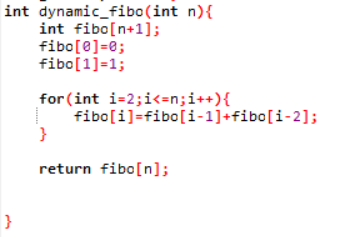 int dynamic_fibo(int n){
    int fibo[n+1];
    fibo[0]=0;
    fibo[1]=1;

    for(int i=2;i<=n;i++){
        fibo[i]=fibo[i-1]+fibo[i-2];
    }

    return fibo[n];


}